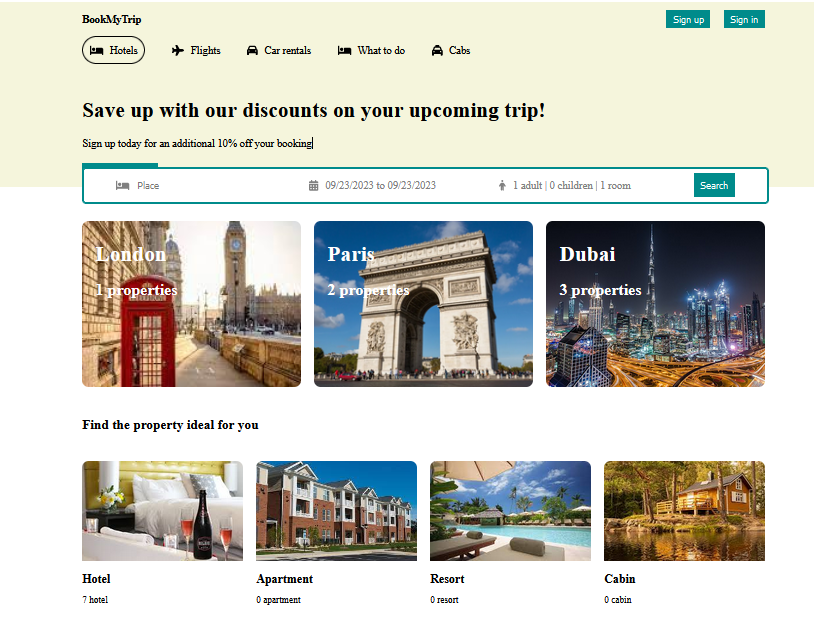 BookMyTrip
Sign up
Sign in
Hotels
Flights
Car rentals
What to do
Cabs
Save up with our discounts on your upcoming trip!
Sign up today for an additional 10% off your booking
Place
09/23/2023 to 09/23/2023
1 adult | 0 children | 1 room
Search
London
1 properties
Paris
2 properties
Dubai
3 properties
Find the property ideal for you
Hotel
7 hotel
Apartment
0 apartment
Resort
0 resort
Cabin
0 cabin